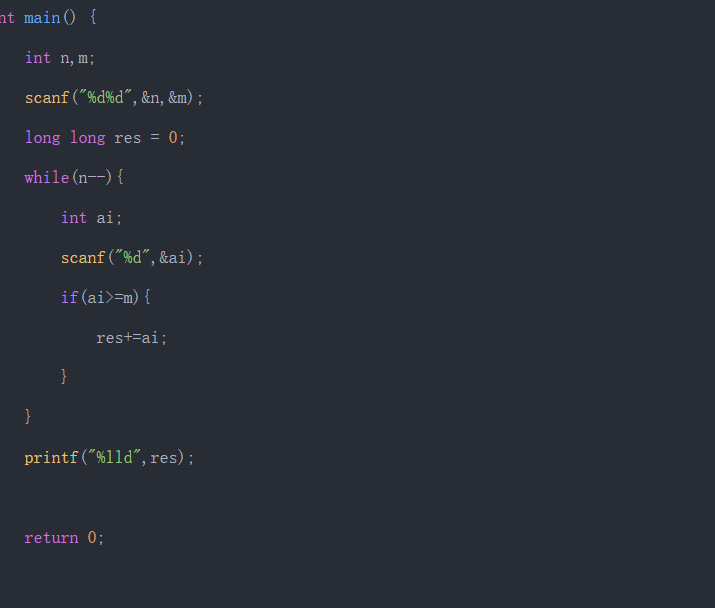 nt main() {
int n,m;
scanf("%d%d",&n,&m);
long long res = 0;
while(n--){
int ai;
scanf("%d",&ai);
if(ai>=m){
res+=ai;
}
}
printf("%lld",res);
return 0;